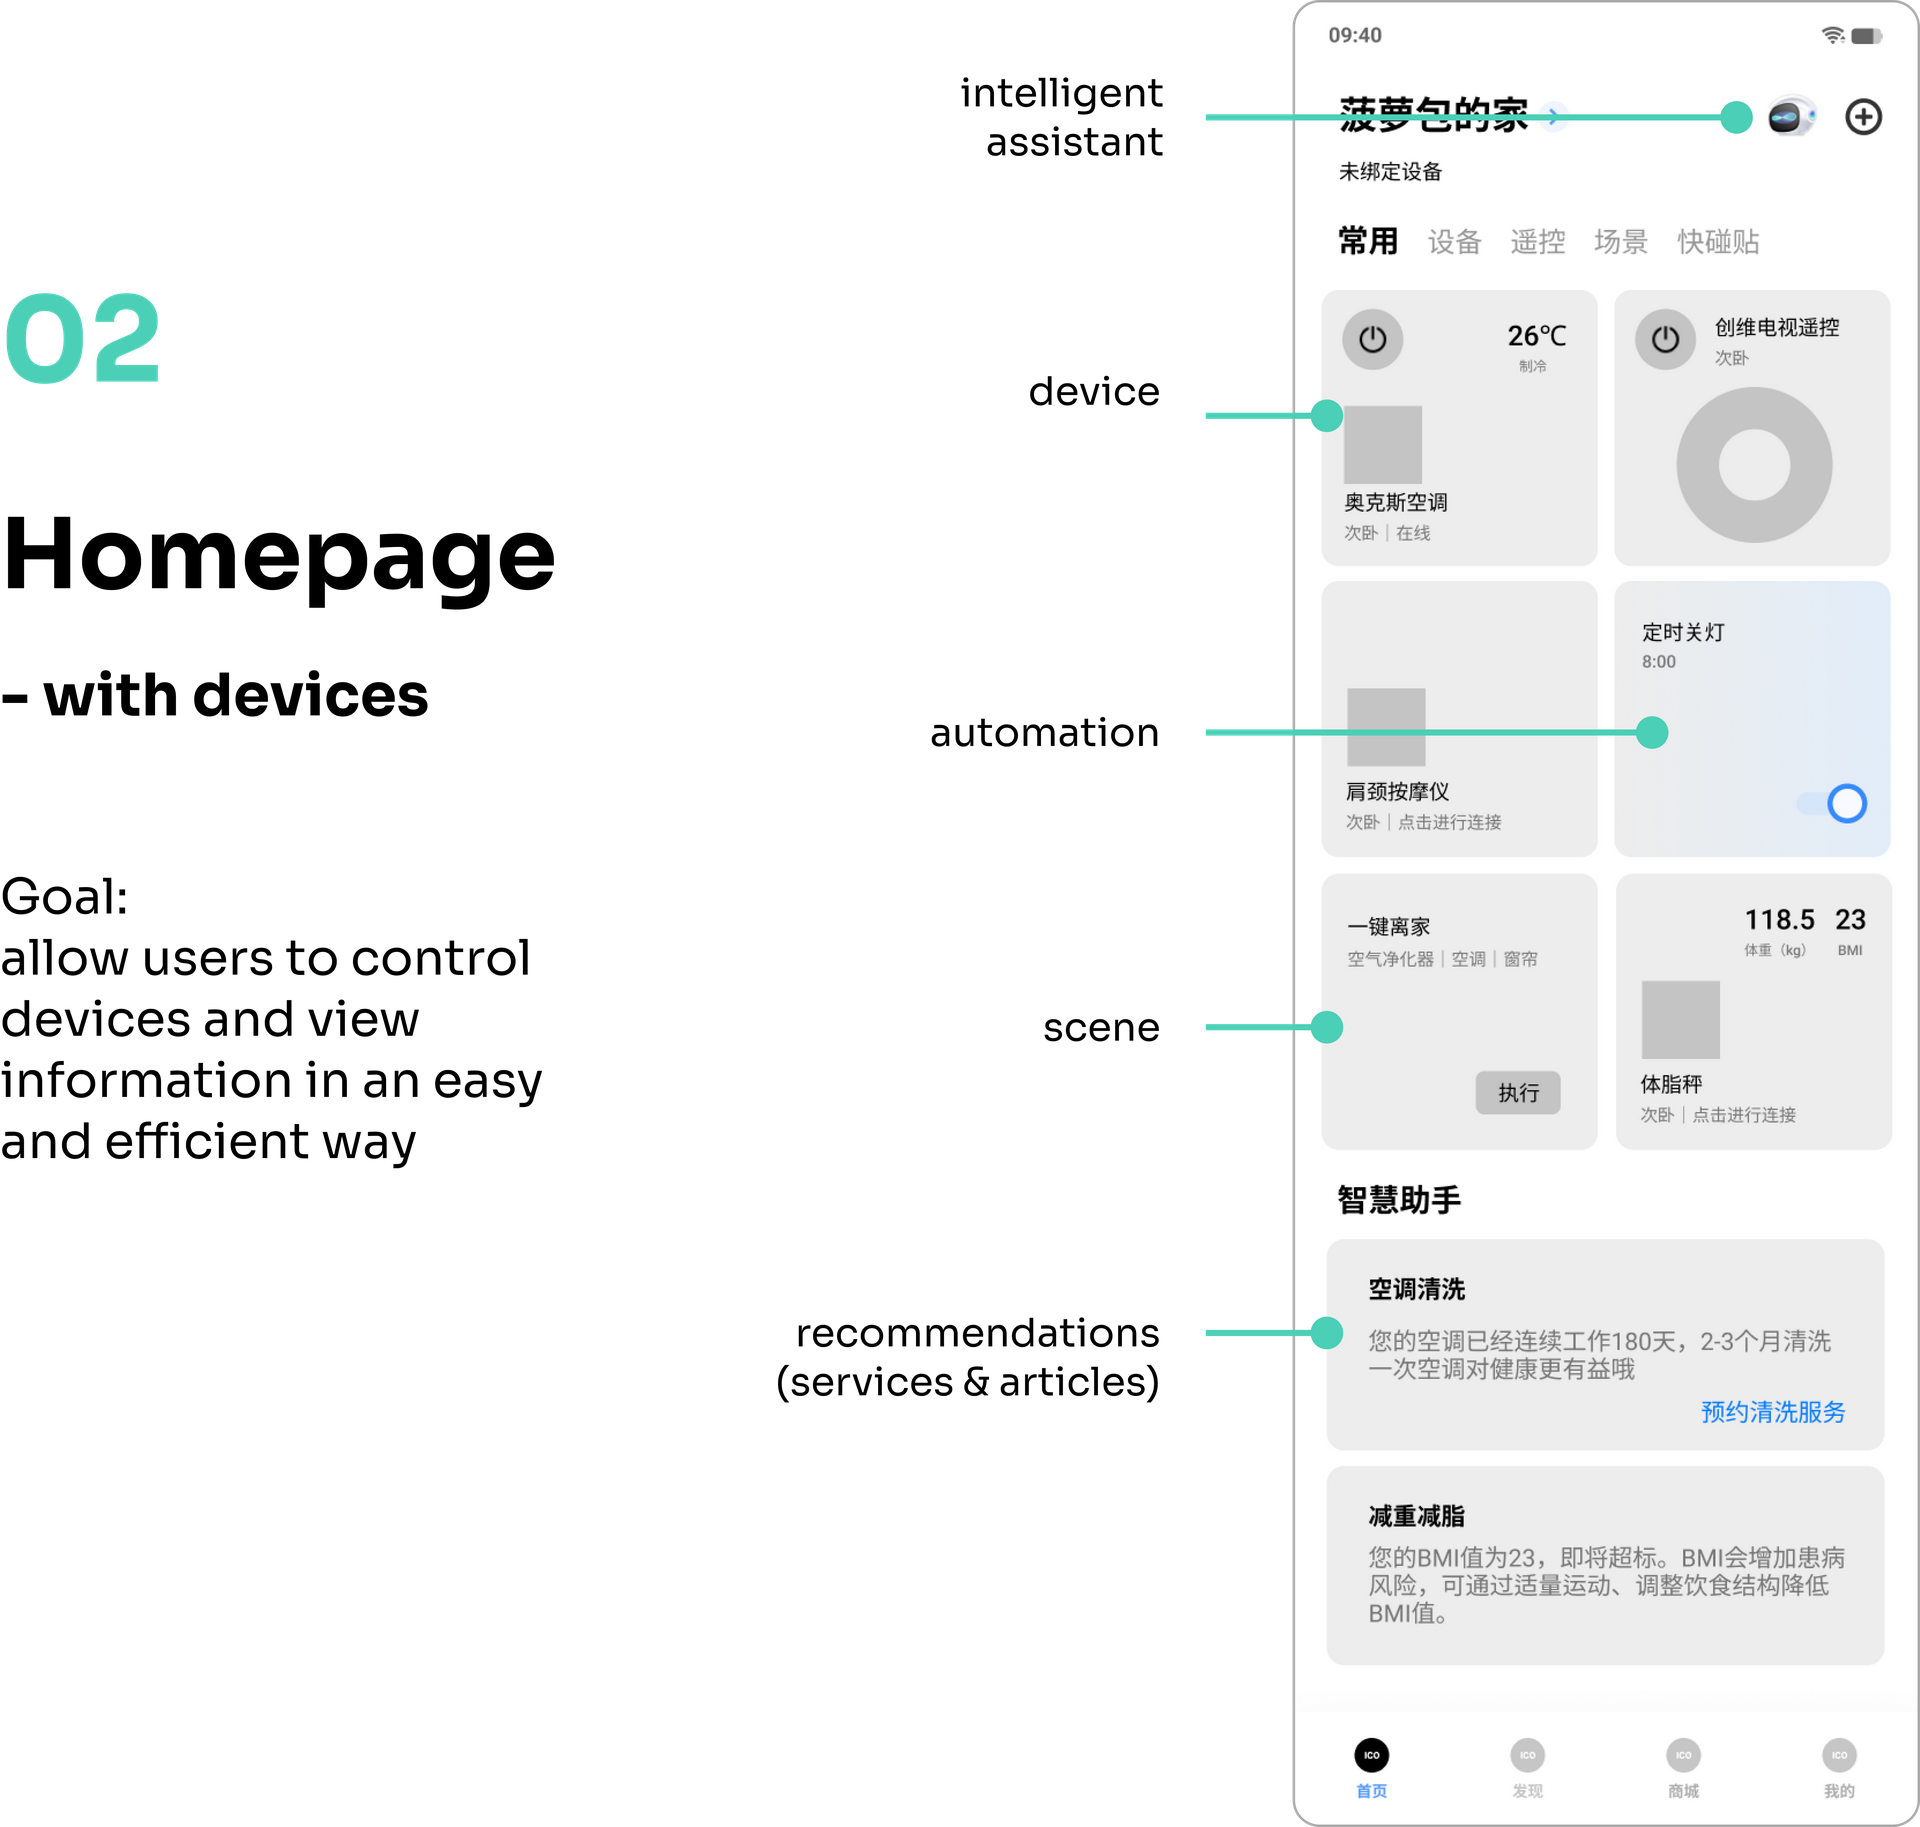 02
Homepage
- with devices
Goal:
allow users to control
devices and view
information in an easy
and efficient way
intelligent
assistant
device
automation
scene
recommendations
(services & articles)
09:40
菠萝包的家
未绑定设备
常用 设备 遥控 场景 快碰贴
26℃
制冷
奥克斯空调
次卧｜在线
创维电视遥控
次卧
肩颈按摩仪
次卧｜点击进行连接
定时关灯
8:00
一键离家
空气净化器｜空调｜窗帘
执行
118.5 23
体重（kg） BMI
体脂秤
次卧｜点击进行连接
智慧助手
空调清洗
您的空调已经连续工作180天，2-3个月清洗
一次空调对健康更有益哦
预约清洗服务
减重减脂
您的BMI值为23，即将超标。BMI会增加患病
风险，可通过适量运动、调整饮食结构降低
BMI值。
ICO ICO ICO ICO
首页 发现 商城 我的